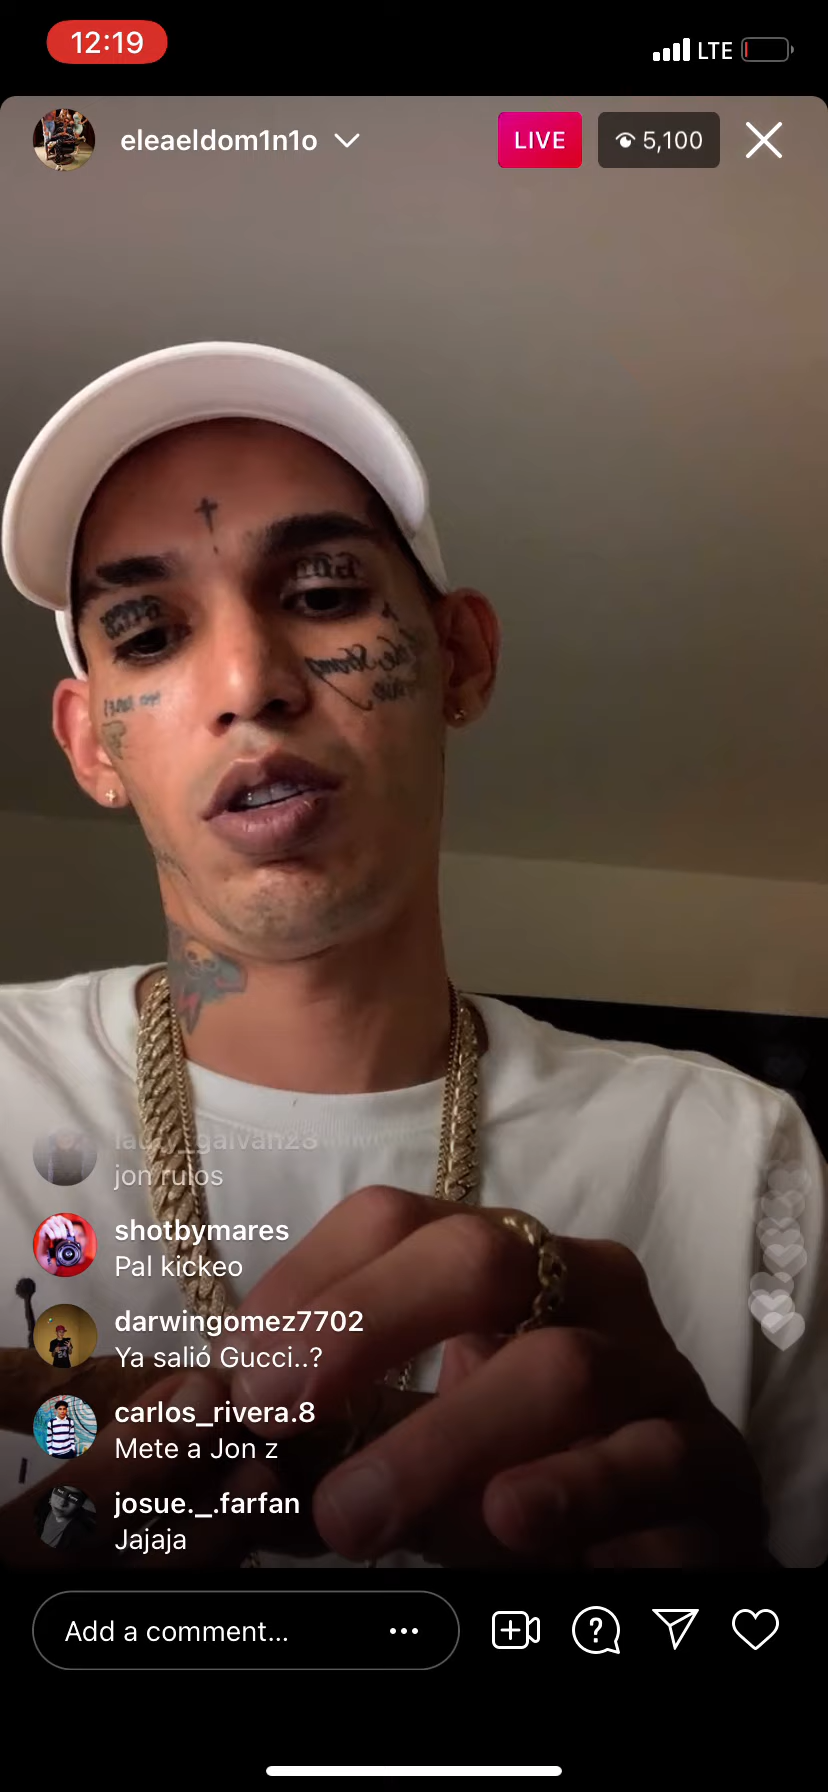 12:19
LTE
eleaeldom1n1o
LIVE
5,100
lauty_galvan28
jon rulos
shotbymares
Pal kickeo
darwingomez7702
Ya salió Gucci..?
carlos_rivera.8
Mete a Jon z
josue._.farfan
Jajaja
Add a comment...